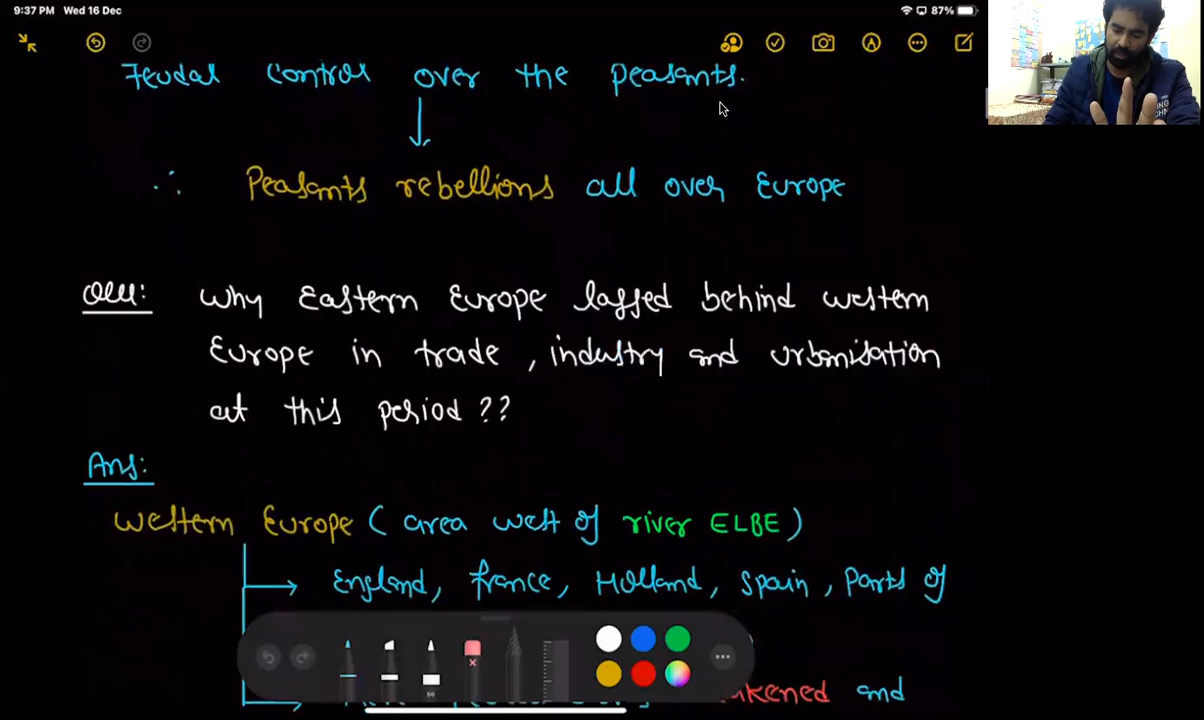 9:37 PM Wed 16 Dec
87%
Feudal control over the Peasants.
∴ Peasants rebellions all over Europe
Que: Why Eastern Europe lagged behind western
Europe in trade, industry and urbanisation
at this period ??
Ans:
Western Europe (area west of river ELBE)
England, france, Holland, Spain, Parts of
and